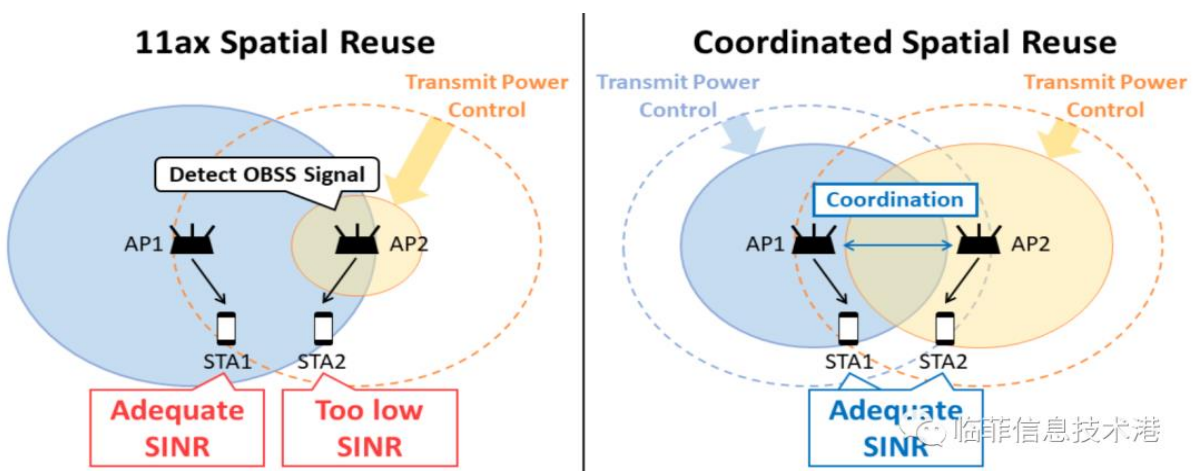 11ax Spatial Reuse
Transmit Power
Control
Detect OBSS Signal
AP1
AP2
STA1
STA2
Adequate
SINR
Too low
SINR
Coordinated Spatial Reuse
Transmit Power
Control
Transmit Power
Control
Coordination
AP1
AP2
STA1
STA2
Adequate
SINR
临菲信息技术港